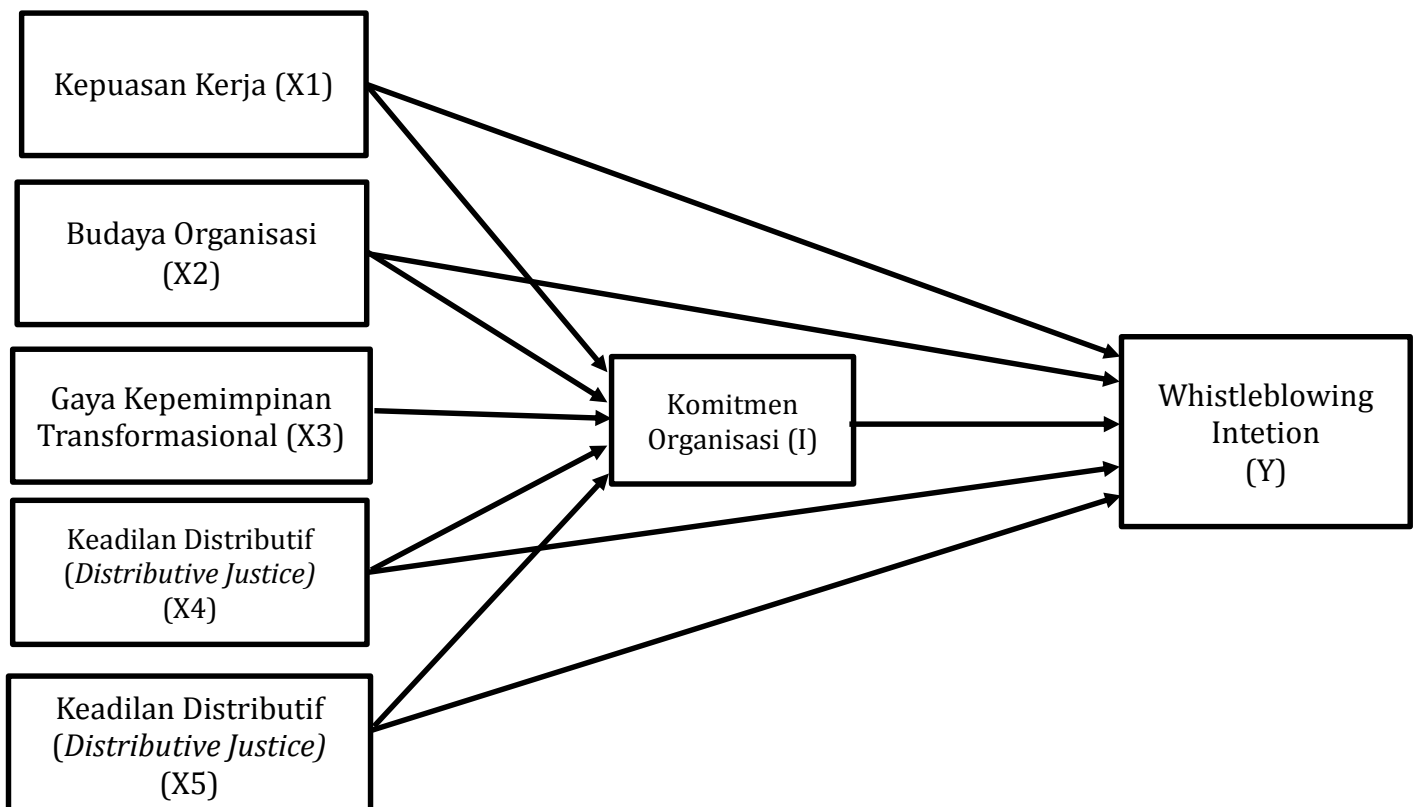 Kepuasan Kerja (X1)
Budaya Organisasi
(X2)
Gaya Kepemimpinan
Transformasional (X3)
Keadilan Distributif
(Distributive Justice)
(X4)
Keadilan Distributif
(Distributive Justice)
(X5)
Komitmen
Organisasi (I)
Whistleblowing
Intetion
(Y)